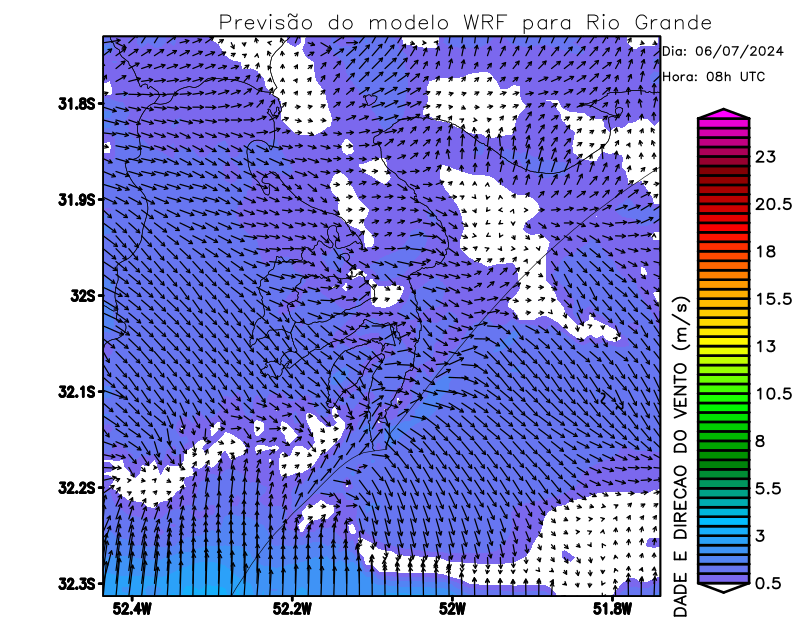 Previsão do modelo WRF para Rio Grande
Dia: 06/07/2024
Hora: 08h UTC
31.8S
31.9S
32S
32.1S
32.2S
32.3S
52.4W
52.2W
52W
51.8W
23
20.5
18
15.5
13
10.5
8
5.5
3
0.5
DADE E DIRECAO DO VENTO (m/s)